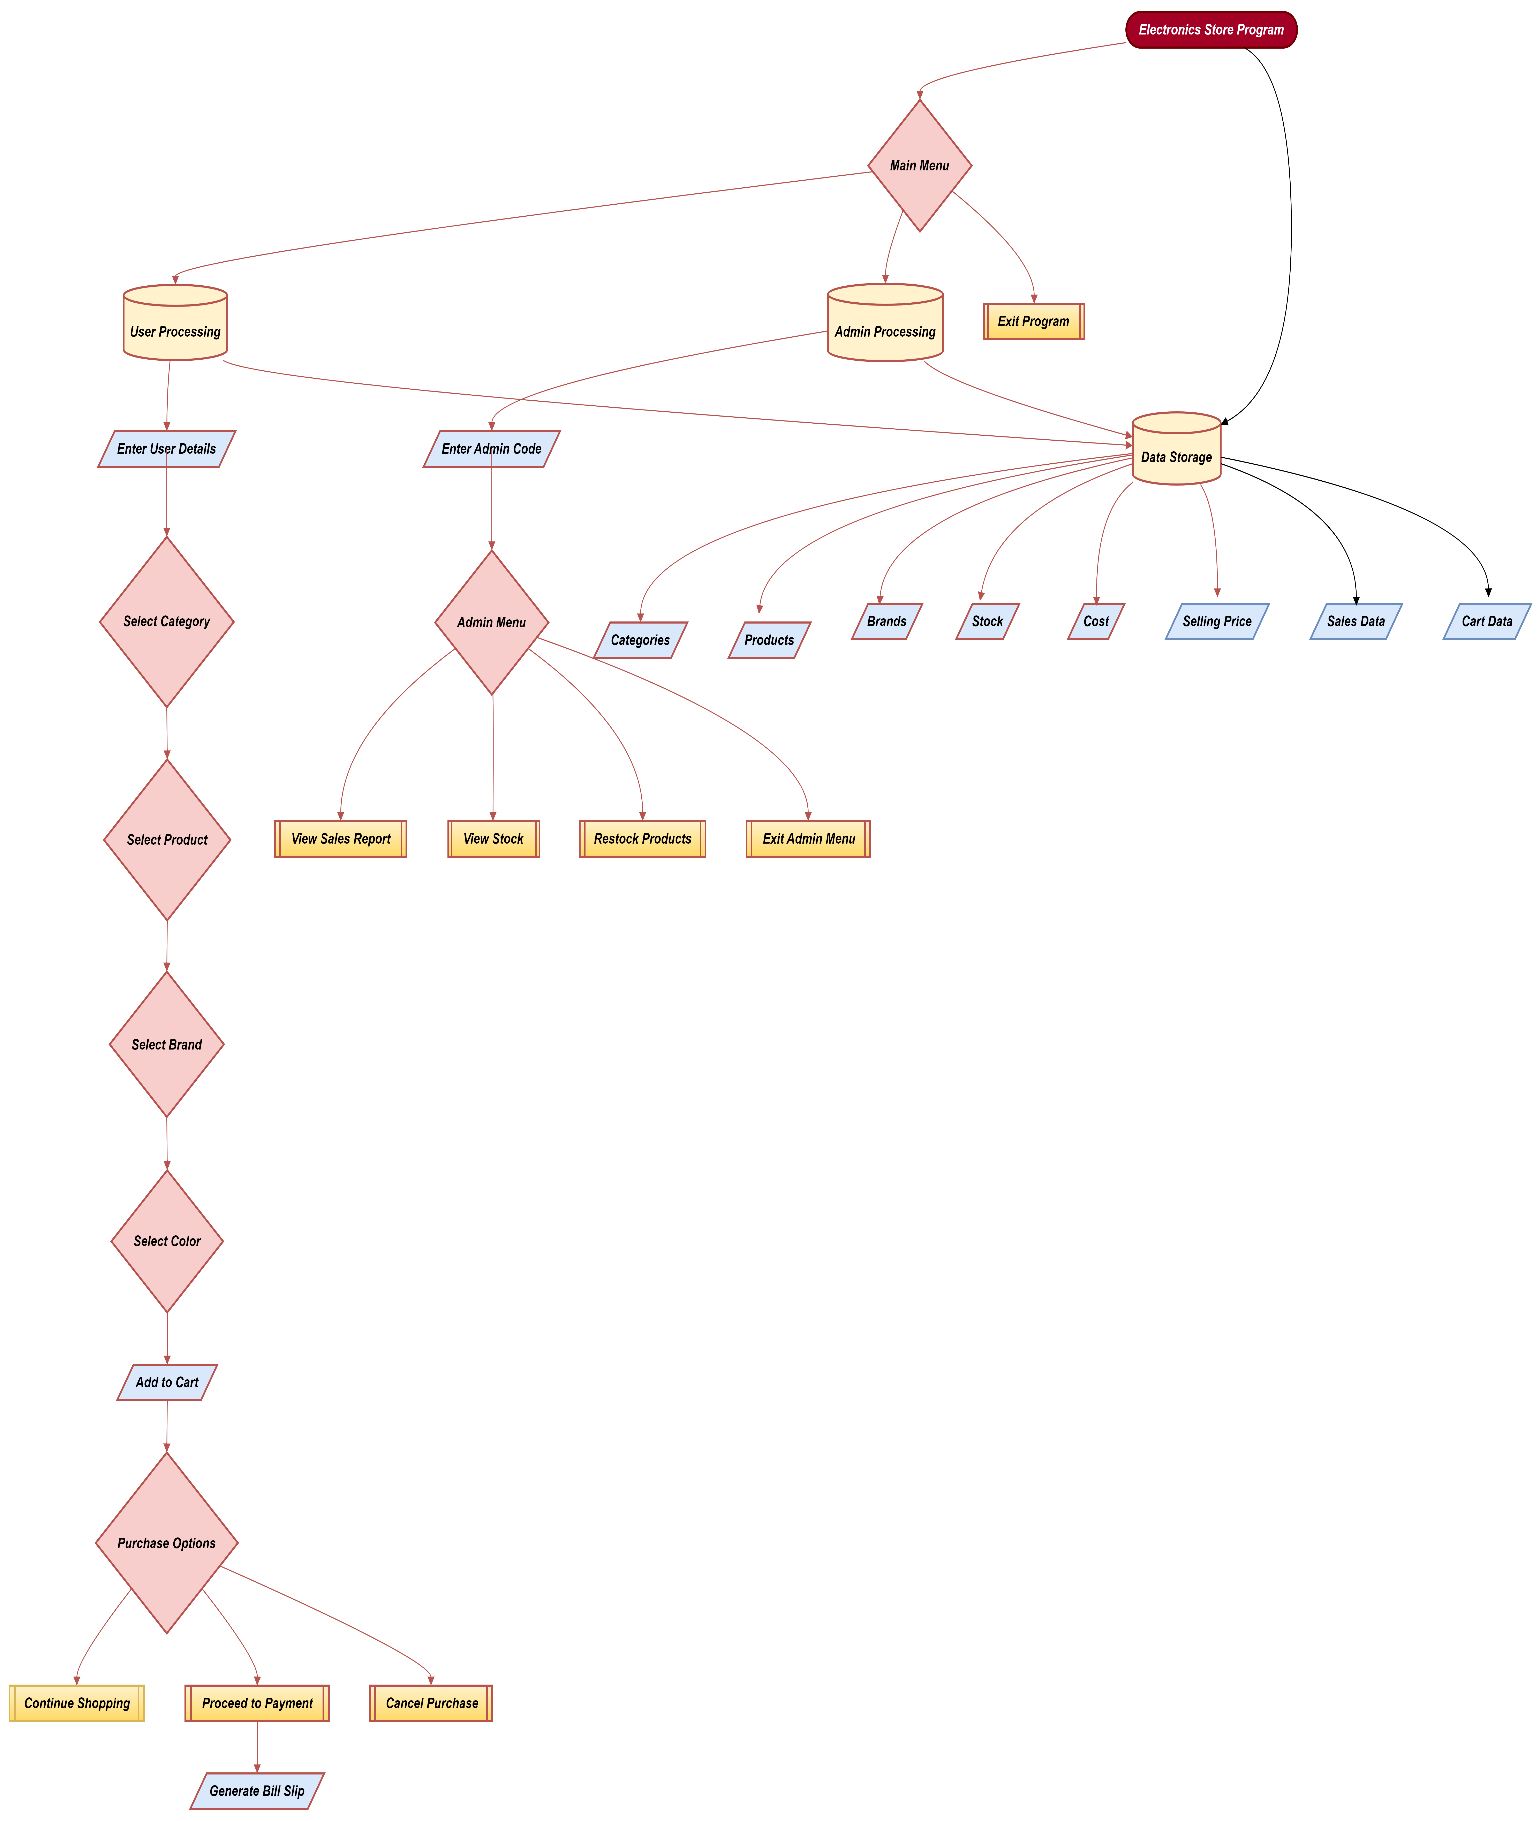 Electronics Store Program
Main Menu
User Processing
Admin Processing
Exit Program
Enter User Details
Enter Admin Code
Data Storage
Select Category
Admin Menu
Categories
Products
Brands
Stock
Cost
Selling Price
Sales Data
Cart Data
Select Product
View Sales Report
View Stock
Restock Products
Exit Admin Menu
Select Brand
Select Color
Add to Cart
Purchase Options
Continue Shopping
Proceed to Payment
Cancel Purchase
Generate Bill Slip